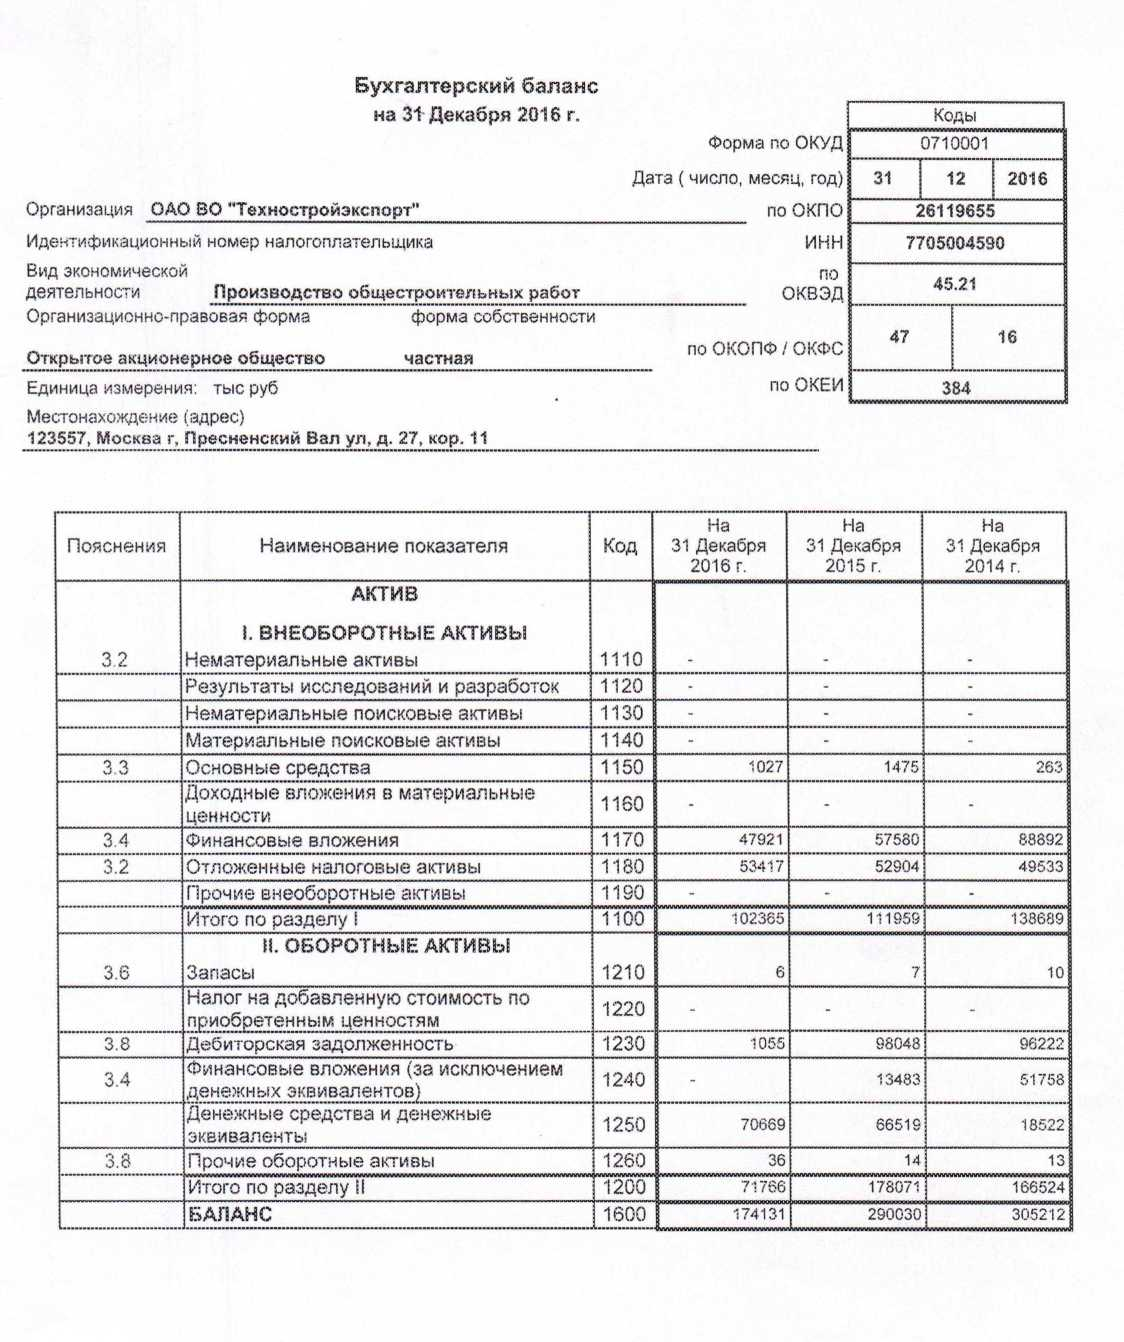 Бухгалтерский баланс
на 31 Декабря 2016 г.
Коды
Форма по ОКУД 0710001
Дата ( число, месяц, год) 31 12 2016
Организация ОАО ВО "Технострой­экспорт" по ОКПО 26119655
Идентификационный номер налогоплательщика ИНН 7705004590
Вид экономической
деятельности Производство общестроительных работ по ОКВЭД 45.21
Организационно-правовая форма форма собственности
Открытое акционерное общество частная по ОКОПФ / ОКФС 47 16
Единица измерения: тыс руб по ОКЕИ 384
Местонахождение (адрес)
123557, Москва г, Пресненский Вал ул, д. 27, кор. 11
Пояснения Наименование показателя Код На 31 Декабря 2016 г. На 31 Декабря 2015 г. На 31 Декабря 2014 г.
АКТИВ
I. ВНЕОБОРОТНЫЕ АКТИВЫ
3.2 Нематериальные активы 1110 - - -
Результаты исследований и разработок 1120 - - -
Нематериальные поисковые активы 1130 - - -
Материальные поисковые активы 1140 - - -
3.3 Основные средства 1150 1027 1475 263
Доходные вложения в материальные
ценности 1160 - - -
3.4 Финансовые вложения 1170 47921 57580 88892
3.2 Отложенные налоговые активы 1180 53417 52904 49533
Прочие внеоборотные активы 1190 - - -
Итого по разделу I 1100 102365 111959 138689
II. ОБОРОТНЫЕ АКТИВЫ
3.6 Запасы 1210 6 7 10
Налог на добавленную стоимость по
приобретенным ценностям 1220 - - -
3.8 Дебиторская задолженность 1230 1055 98048 96222
3.4 Финансовые вложения (за исключением
денежных эквивалентов) 1240 - 13483 51758
Денежные средства и денежные
эквиваленты 1250 70669 66519 18522
3.8 Прочие оборотные активы 1260 36 14 13
Итого по разделу II 1200 71766 178071 166524
БАЛАНС 1600 174131 290030 305212